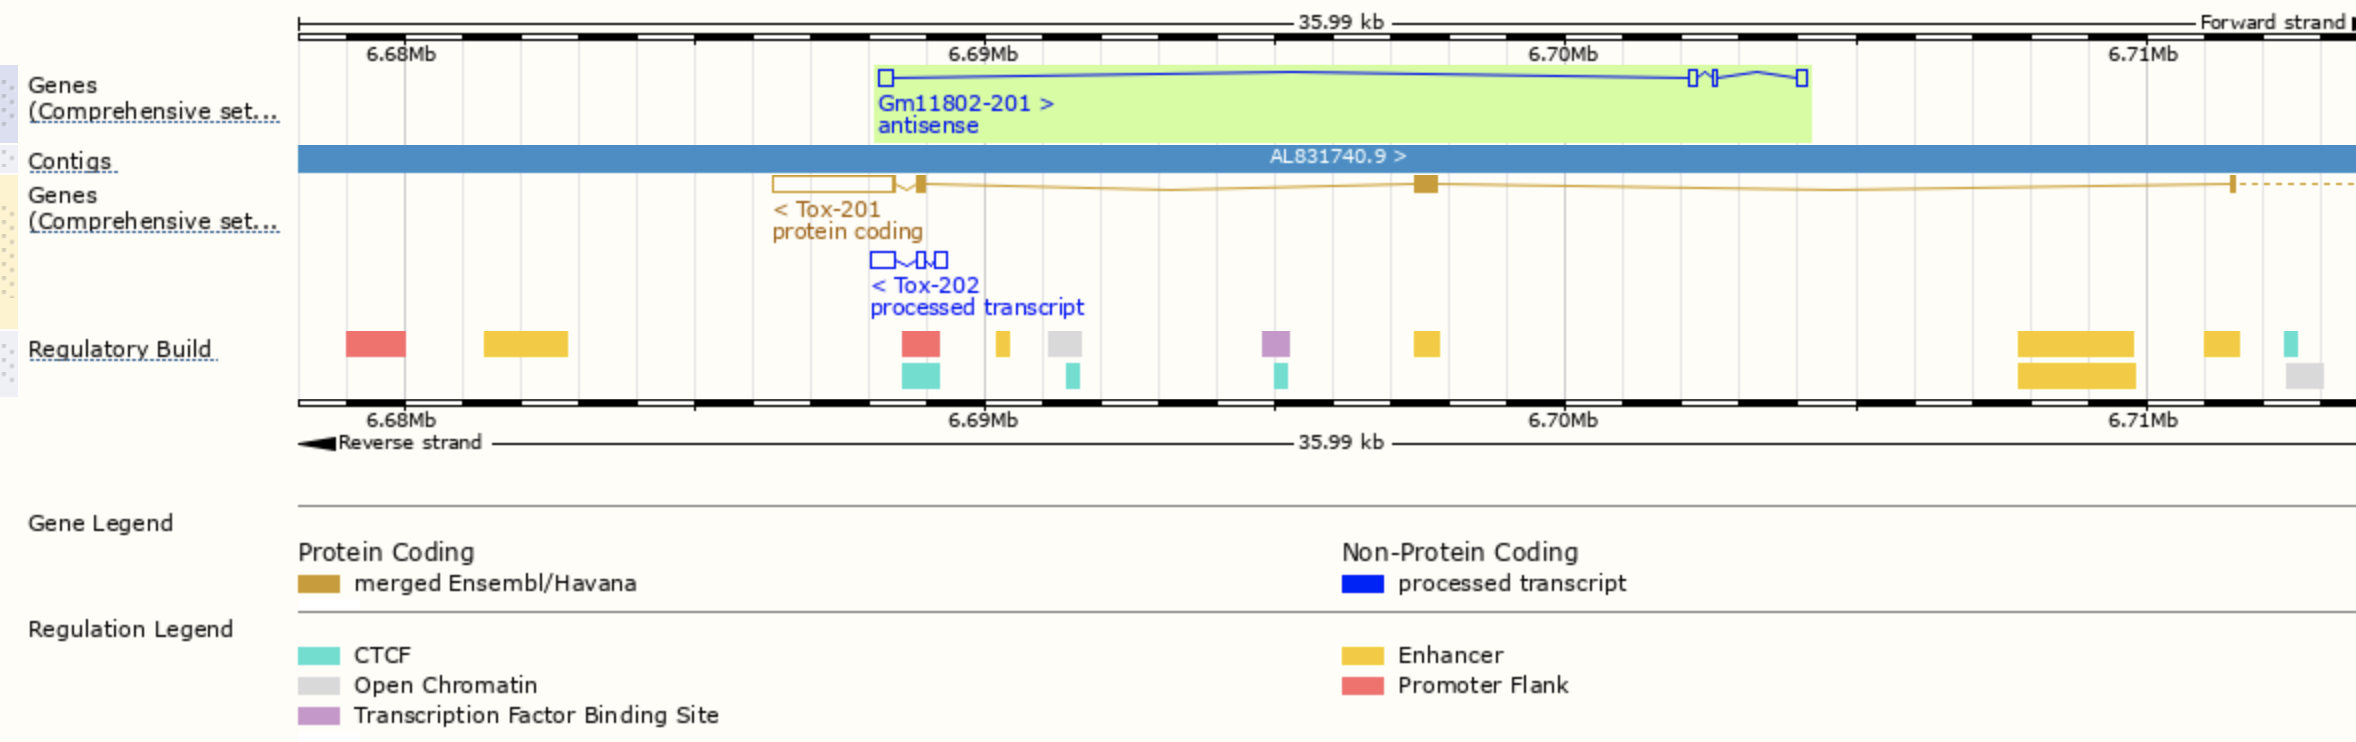 35.99 kb
Forward strand
6.68Mb 6.69Mb 6.70Mb 6.71Mb
Genes
(Comprehensive set...
Gm11802-201 >
antisense
Contigs
AL831740.9 >
Genes
(Comprehensive set...
< Tox-201
protein coding
< Tox-202
processed transcript
Regulatory Build
6.68Mb 6.69Mb 6.70Mb 6.71Mb
Reverse strand
35.99 kb
Gene Legend
Protein Coding
merged Ensembl/Havana
Non-Protein Coding
processed transcript
Regulation Legend
CTCF
Open Chromatin
Transcription Factor Binding Site
Enhancer
Promoter Flank